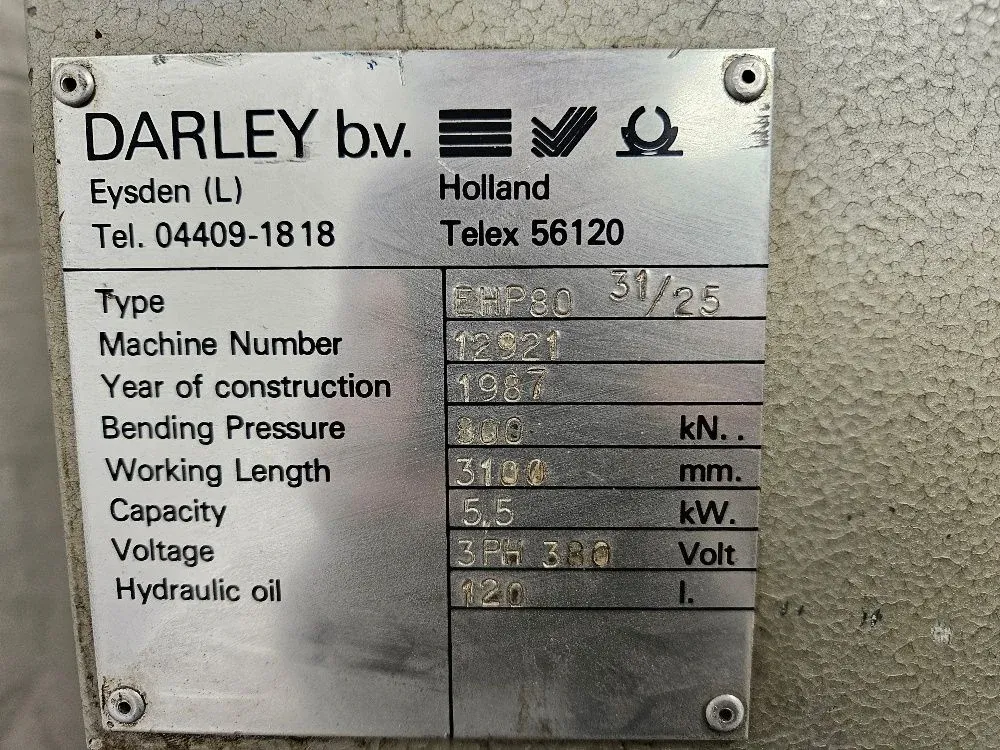 DARLEY b.v.
Eysden (L) Holland
Tel. 04409-1818 Telex 56120
Type EHP80 31/25
Machine Number 12921
Year of construction 1987
Bending Pressure 800 kN..
Working Length 3100 mm.
Capacity 5.5 kW.
Voltage 3PH 380 Volt
Hydraulic oil 120 l.